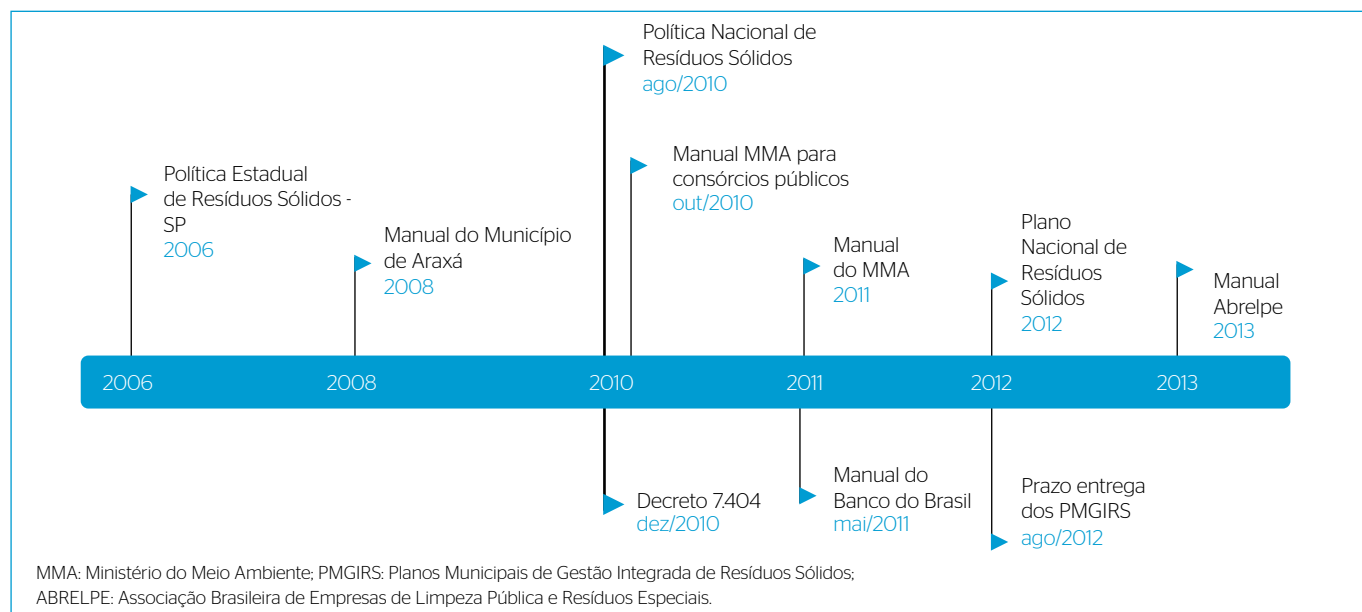 Política Nacional de
Resíduos Sólidos
ago/2010
Manual MMA para
consórcios públicos
out/2010
Política Estadual
de Resíduos Sólidos -
SP
2006
Manual do Município
de Araxá
2008
Manual
do MMA
2011
Plano
Nacional de
Resíduos
Sólidos
2012
Manual
Abrelpe
2013
2006
2008
2010
2011
2012
2013
Decreto 7.404
dez/2010
Manual do
Banco do Brasil
mai/2011
Prazo entrega
dos PMGIRS
ago/2012
MMA: Ministério do Meio Ambiente; PMGIRS: Planos Municipais de Gestão Integrada de Resíduos Sólidos;
ABRELPE: Associação Brasileira de Empresas de Limpeza Pública e Resíduos Especiais.